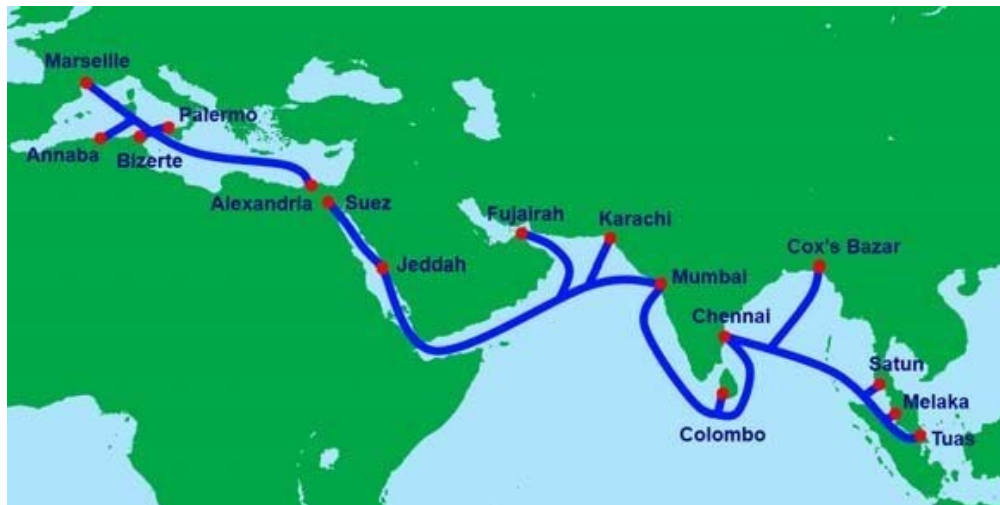 Marseille
Palermo
Annaba
Bizerte
Alexandria
Suez
Fujairah
Karachi
Cox's Bazar
Jeddah
Mumbai
Chennai
Satun
Melaka
Colombo
Tuas